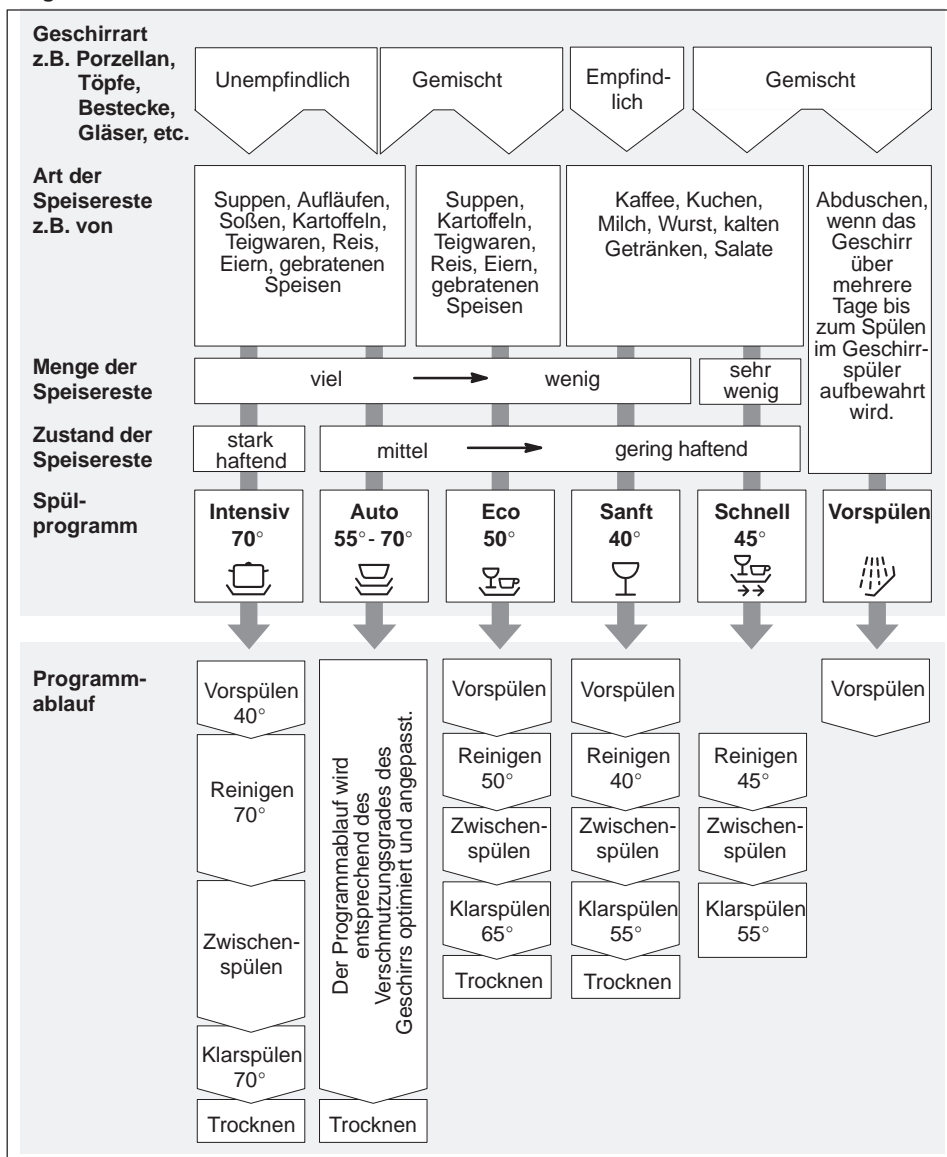 Geschirrart
z.B. Porzellan,
Töpfe,
Bestecke,
Gläser, etc.
Unempfindlich
Gemischt
Empfind-
lich
Gemischt
Art der
Speisereste
z.B. von
Suppen, Aufläufen,
Soßen, Kartoffeln,
Teigwaren, Reis,
Eiern, gebratenen
Speisen
Suppen,
Kartoffeln,
Teigwaren,
Reis, Eiern,
gebratenen
Speisen
Kaffee, Kuchen,
Milch, Wurst, kalten
Getränken, Salate
Abduschen,
wenn das
Geschirr
über
mehrere
Tage bis
zum Spülen
im Geschirr-
spüler
aufbewahrt
wird.
Menge der
Speisereste
viel
wenig
sehr
wenig
Zustand der
Speisereste
stark
haftend
mittel
gering haftend
Spül-
programm
Intensiv
70°
Auto
55°- 70°
Eco
50°
Sanft
40°
Schnell
45°
Vorspülen
Programm-
ablauf
Vorspülen
40°
Reinigen
70°
Zwischen-
spülen
Klarspülen
70°
Trocknen
Der Programmablauf wird
entsprechend des
Verschmutzungsgrades des
Geschirrs optimiert und angepasst.
Trocknen
Vorspülen
Reinigen
50°
Zwischen-
spülen
Klarspülen
65°
Trocknen
Vorspülen
Reinigen
40°
Zwischen-
spülen
Klarspülen
55°
Trocknen
Reinigen
45°
Zwischen-
spülen
Klarspülen
55°
Vorspülen